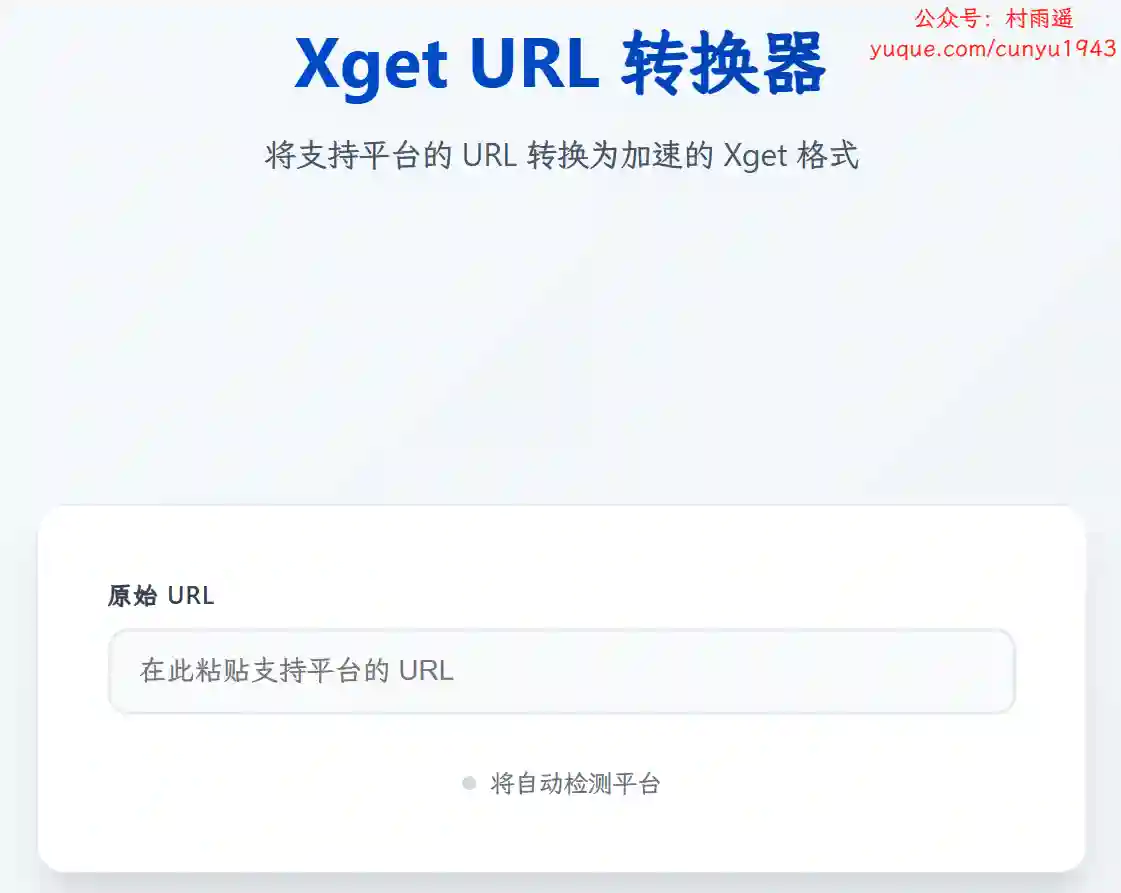 公众号：村雨遥
yuque.com/cunyu1943
Xget URL 转换器
将支持平台的 URL 转换为加速的 Xget 格式
原始 URL
在此粘贴支持平台的 URL
将自动检测平台